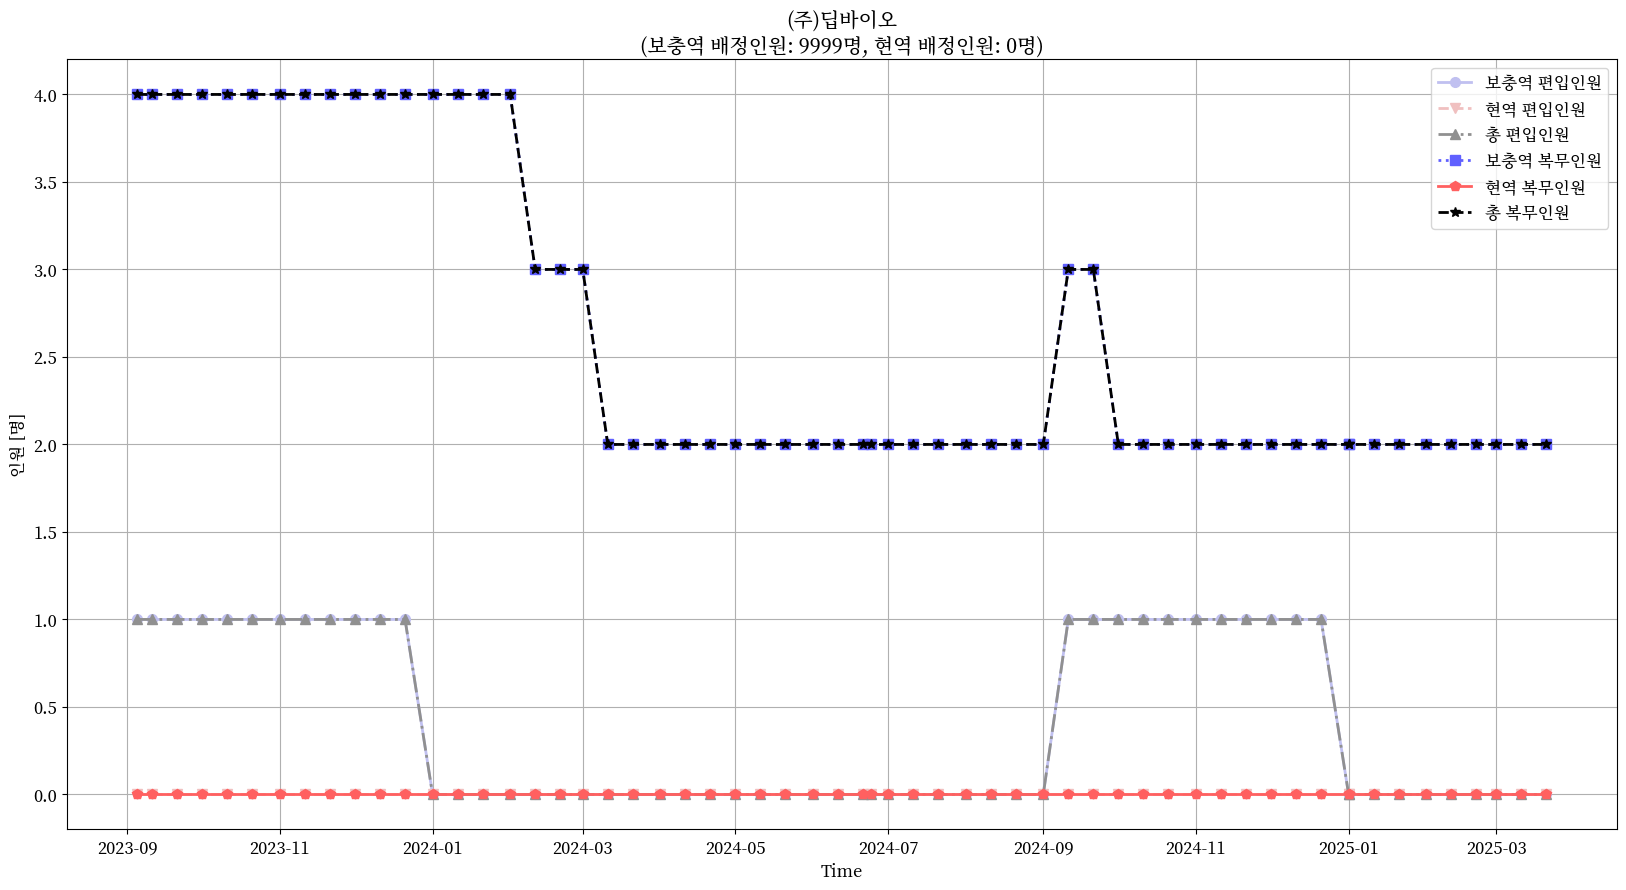 (주)딥바이오
(보충역 배정인원: 9999명, 현역 배정인원: 0명)
보충역 편입인원
현역 편입인원
총 편입인원
보충역 복무인원
현역 복무인원
총 복무인원
인원 [명]
4.0
3.5
3.0
2.5
2.0
1.5
1.0
0.5
0.0
2023-09 2023-11 2024-01 2024-03 2024-05 2024-07 2024-09 2024-11 2025-01 2025-03
Time